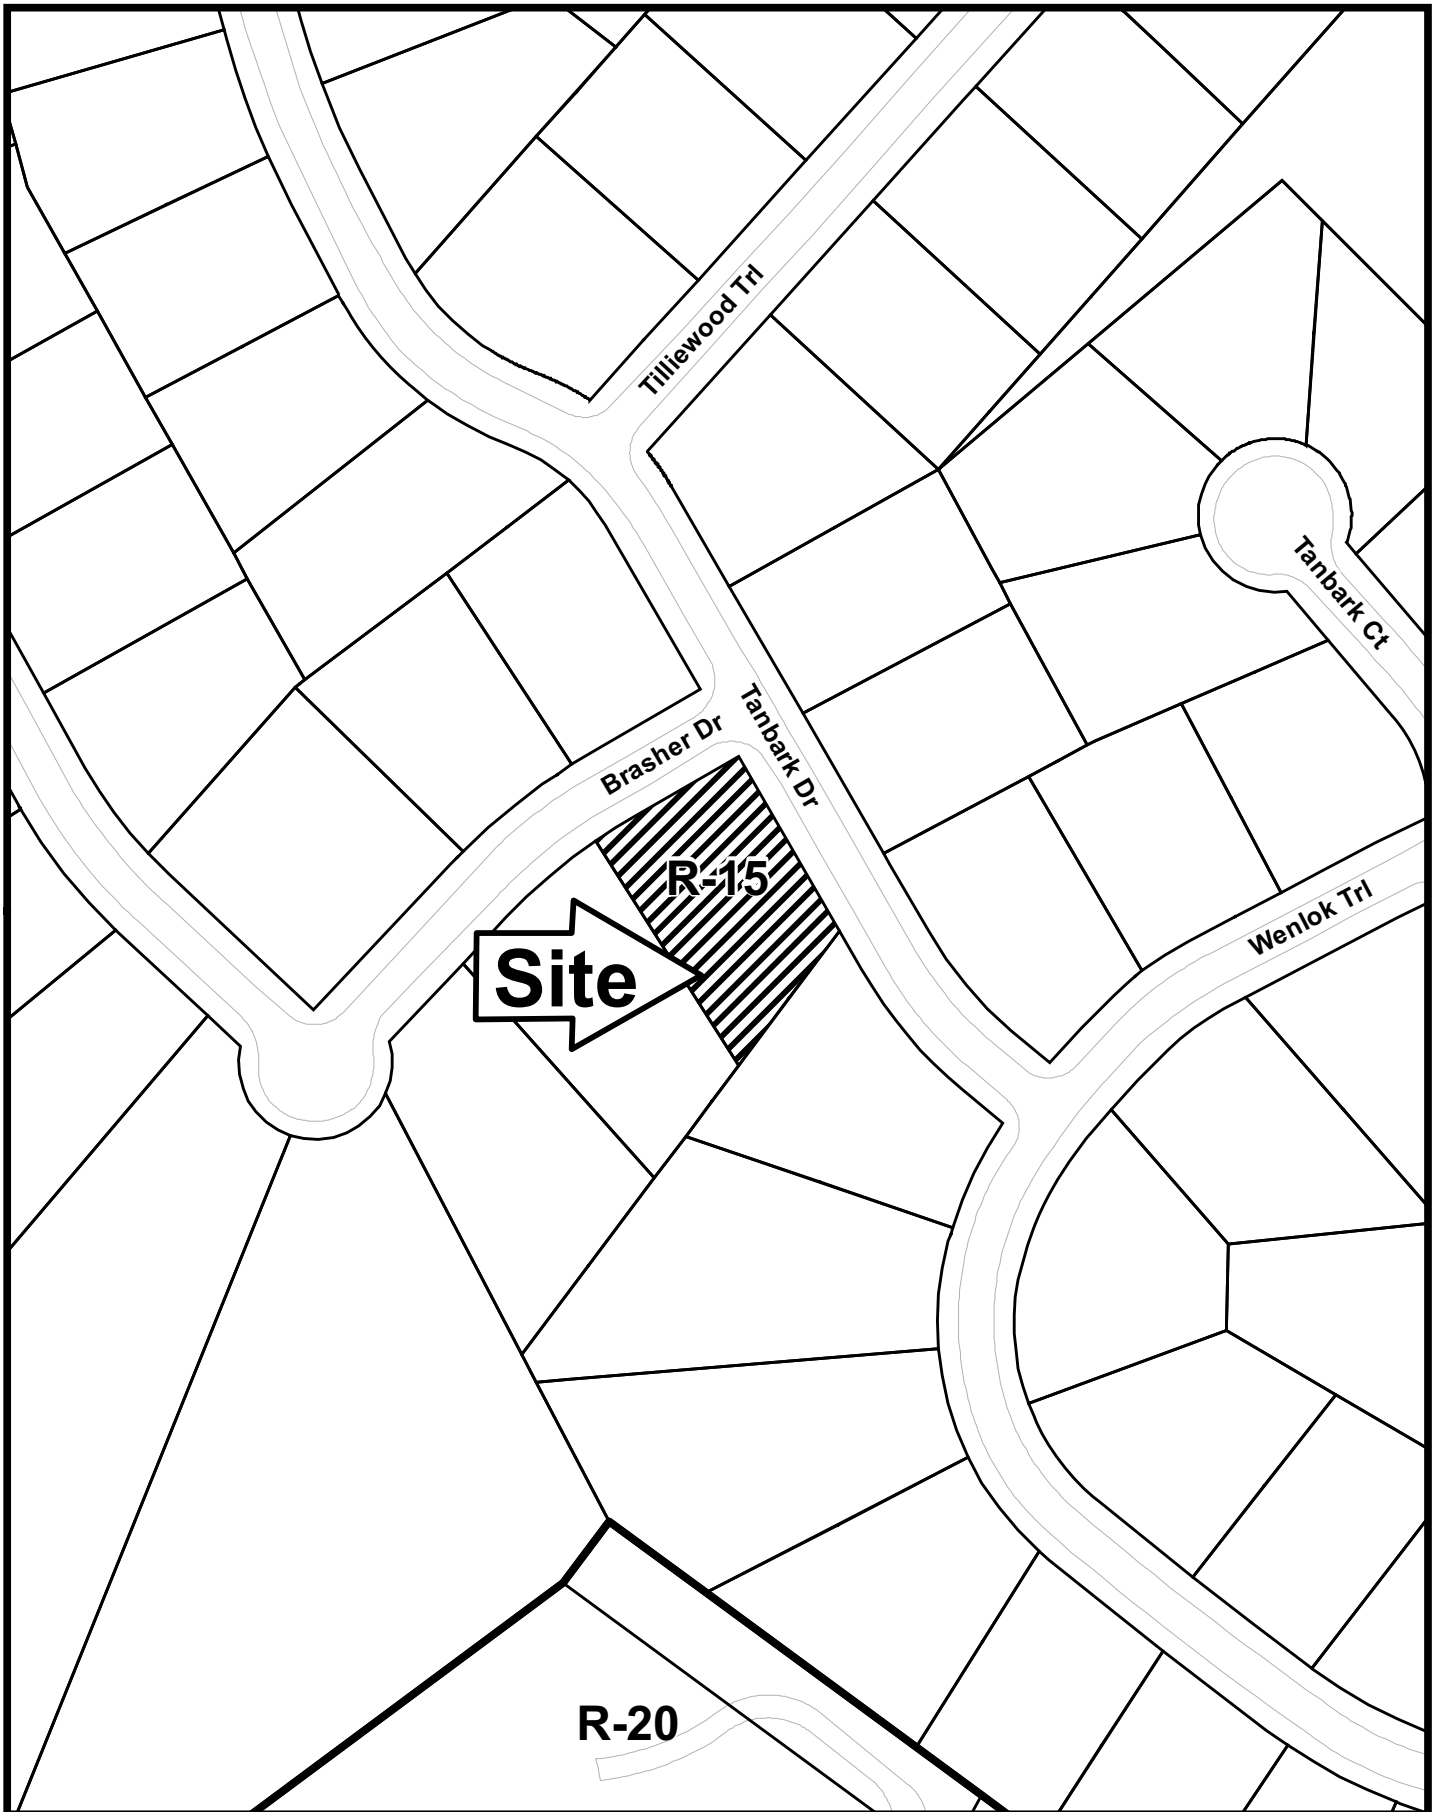 Tilliewood Trl
Tanbark Ct
Brasher Dr
Tanbark Dr
R-15
Wenlok Trl
Site
R-20